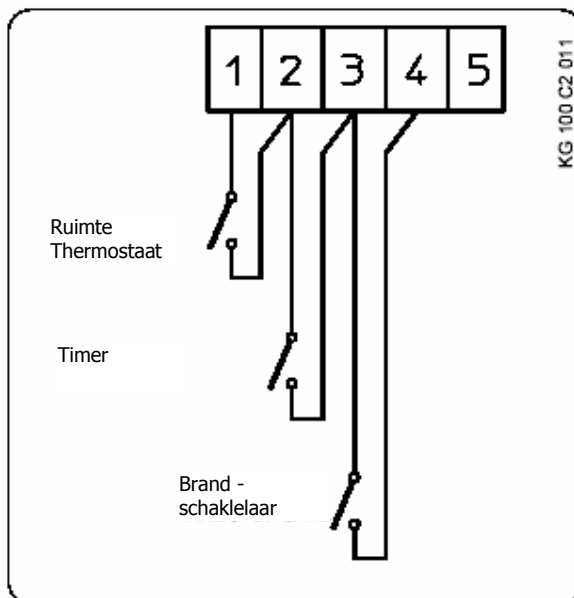 1 2 3 4 5
KG 100 C2 011
Ruimte
Thermostaat
Timer
Brand -
schaklelaar